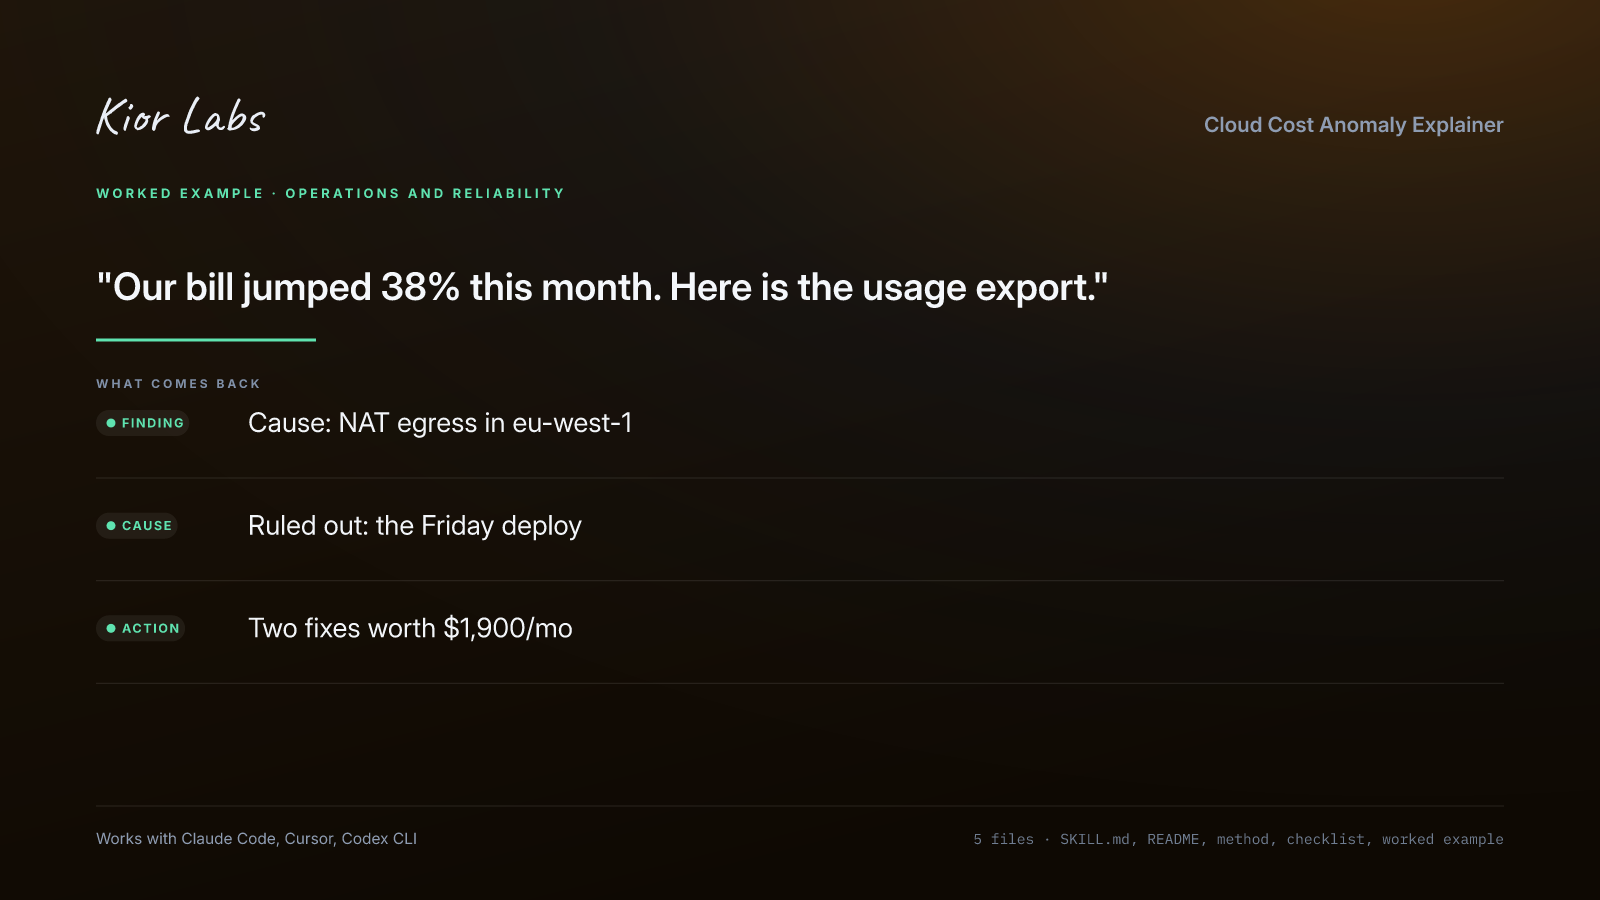 Kior Labs
Cloud Cost Anomaly Explainer
WORKED EXAMPLE · OPERATIONS AND RELIABILITY
"Our bill jumped 38% this month. Here is the usage export."
WHAT COMES BACK
FINDING Cause: NAT egress in eu-west-1
CAUSE Ruled out: the Friday deploy
ACTION Two fixes worth $1,900/mo
Works with Claude Code, Cursor, Codex CLI
5 files · SKILL.md, README, method, checklist, worked example